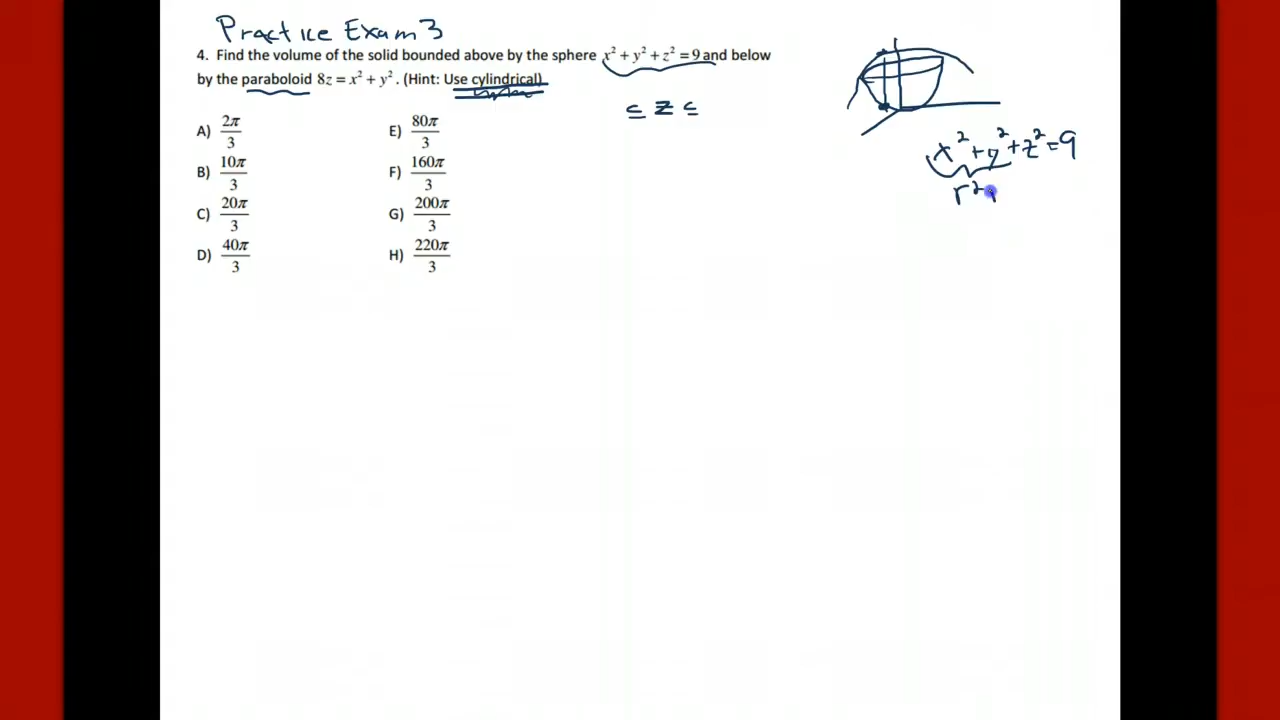 Practice Exam 3
4. Find the volume of the solid bounded above by the sphere x² + y² + z² = 9 and below
by the paraboloid 8z = x² + y². (Hint: Use cylindrical)
≤ z ≤
A) 2π/3
B) 10π/3
C) 20π/3
D) 40π/3
E) 80π/3
F) 160π/3
G) 200π/3
H) 220π/3
x² + y² + z² = 9
r²